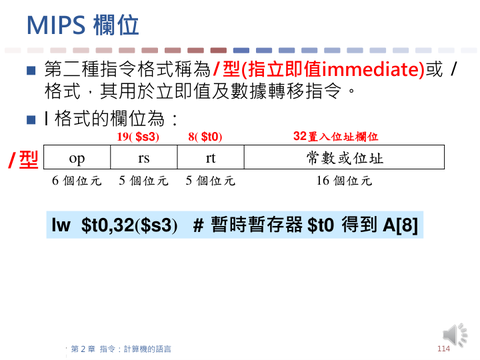 MIPS 欄位
■ 第二種指令格式稱為I型(指立即值immediate)或 I
格式，其用於立即值及數據轉移指令。
■ I 格式的欄位為：
19( $s3) 8( $t0) 32置入位址欄位
I型 op rs rt 常數或位址
6 個位元 5 個位元 5 個位元 16 個位元
lw $t0,32($s3) # 暫時暫存器 $t0 得到 A[8]
第 2 章 指令：計算機的語言 114